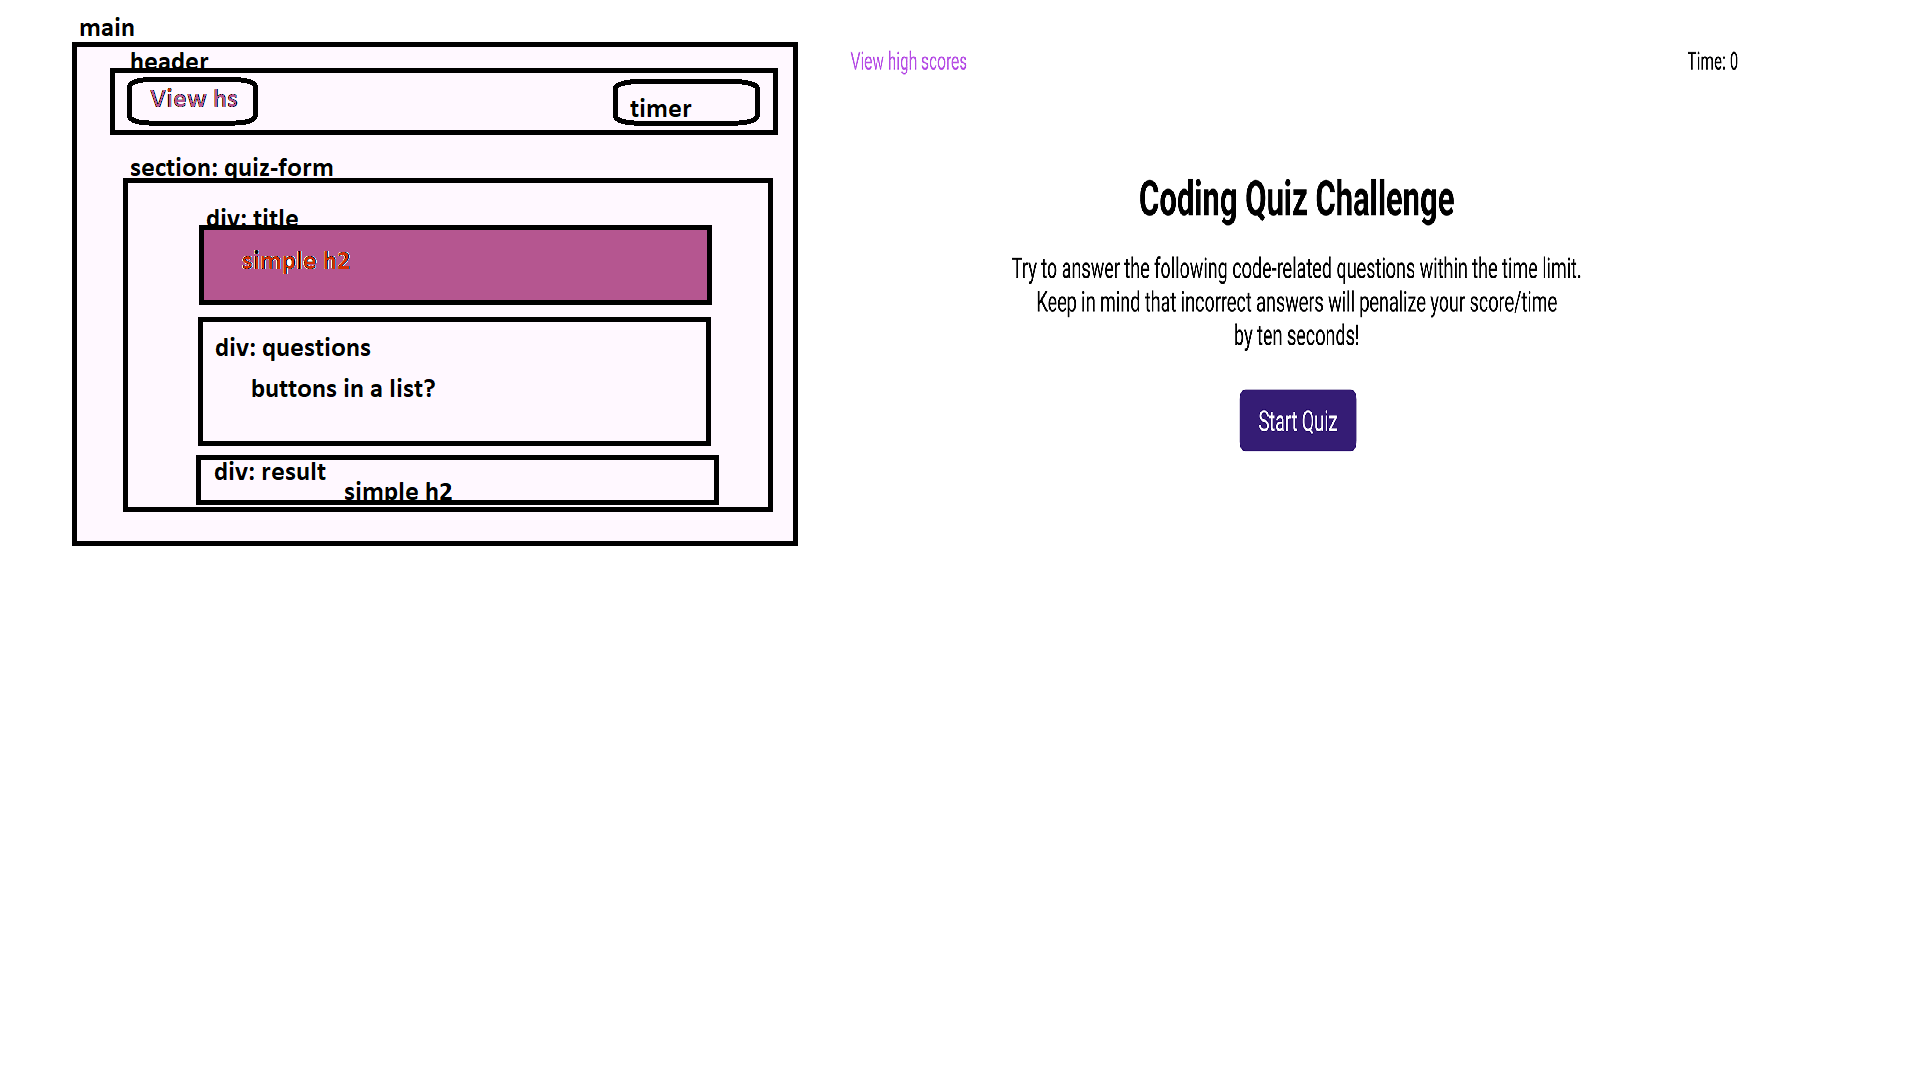 main
header
View hs
timer
section: quiz-form
div: title
simple h2
div: questions
buttons in a list?
div: result
simple h2
View high scores
Time: 0
Coding Quiz Challenge
Try to answer the following code-related questions within the time limit.
Keep in mind that incorrect answers will penalize your score/time
by ten seconds!
Start Quiz